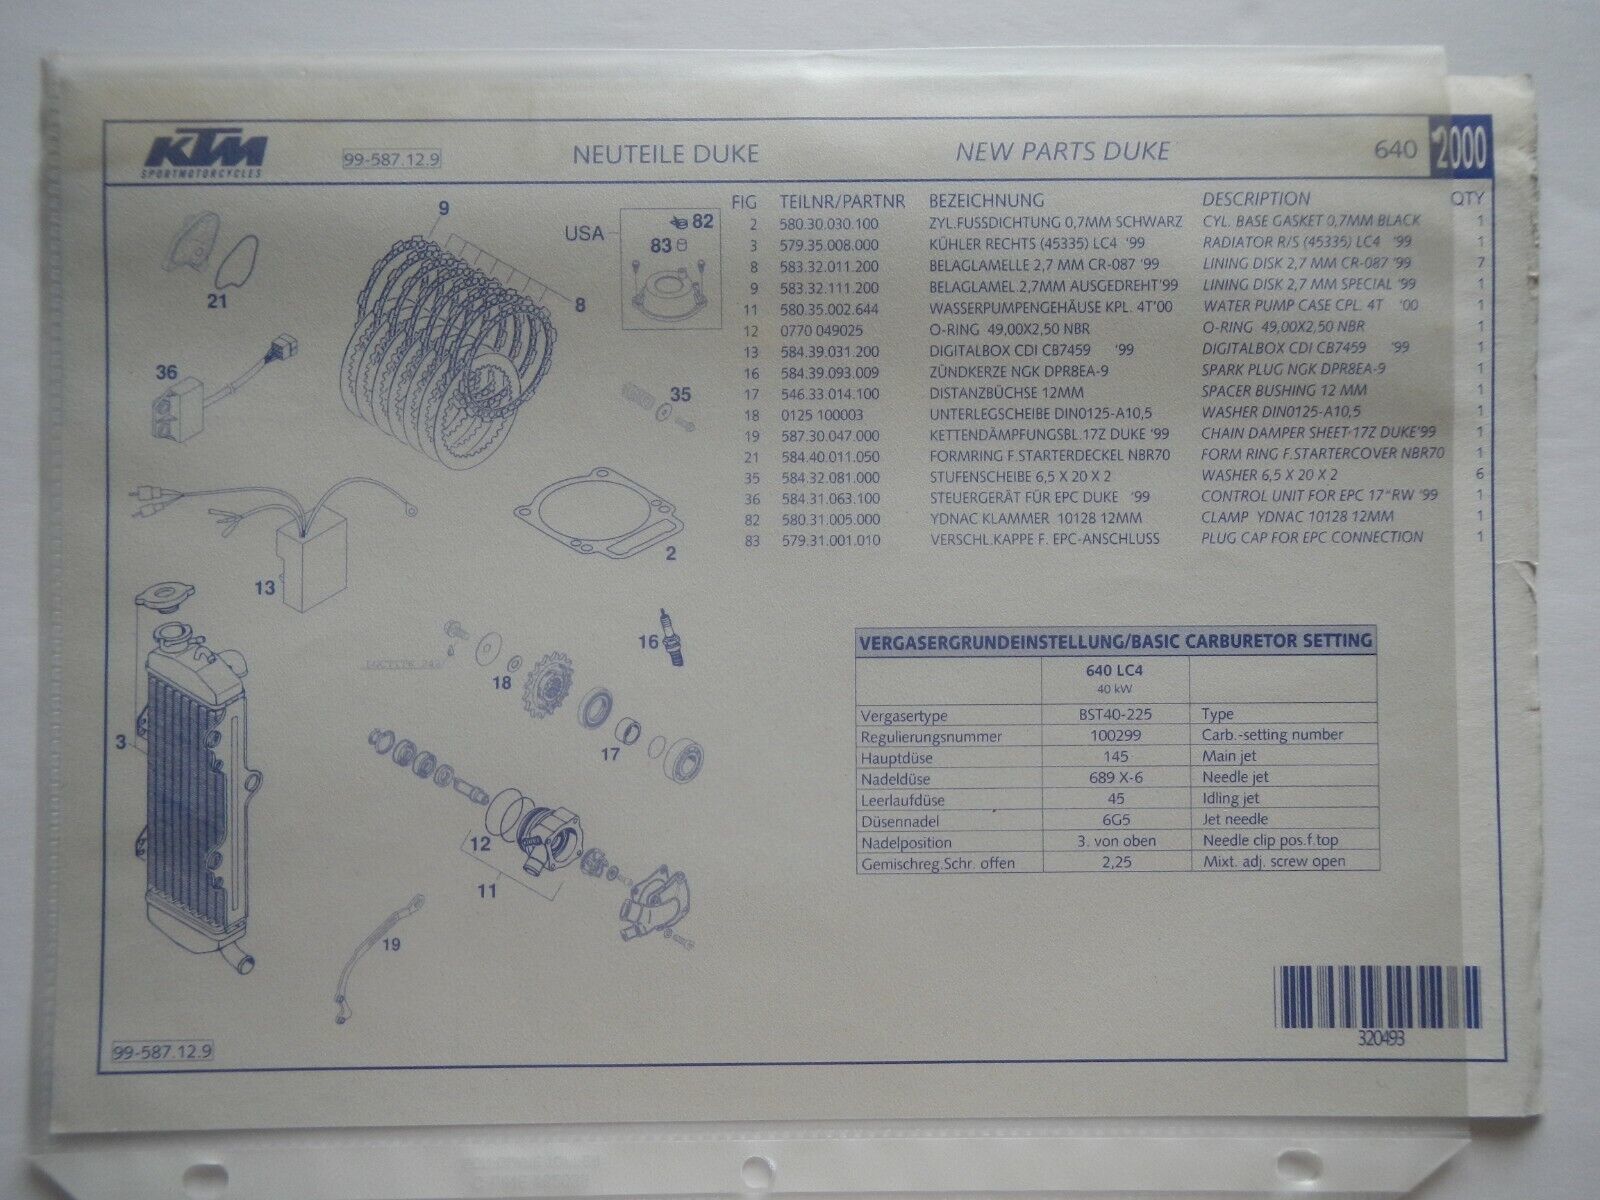 KTM
SPORTMOTORCYCLES
99-587.12.9
NEUTEILE DUKE
NEW PARTS DUKE
640
2000
FIG TEILNR/PARTNR BEZEICHNUNG DESCRIPTION QTY
2 580.30.030.100 ZYL.FUSSDICHTUNG 0,7MM SCHWARZ CYL. BASE GASKET 0,7MM BLACK 1
3 579.35.008.000 KÜHLER RECHTS (45335) LC4 '99 RADIATOR R/S (45335) LC4 '99 1
8 583.32.011.200 BELAGLAMELLE 2,7 MM CR-087 '99 LINING DISK 2,7 MM CR-087 '99 7
9 583.32.111.200 BELAGLAMEL.2,7MM AUSGEDREHT'99 LINING DISK 2,7 MM SPECIAL '99 1
11 580.35.002.644 WASSERPUMPENGEHÄUSE KPL. 4T'00 WATER PUMP CASE CPL. 4T '00 1
12 0770 049025 O-RING 49,00X2,50 NBR O-RING 49,00X2,50 NBR 1
13 584.39.031.200 DIGITALBOX CDI CB7459 '99 DIGITALBOX CDI CB7459 '99 1
16 584.39.093.009 ZÜNDKERZE NGK DPR8EA-9 SPARK PLUG NGK DPR8EA-9 1
17 546.33.014.100 DISTANZBÜCHSE 12MM SPACER BUSHING 12 MM 1
18 0125 100003 UNTERLEGSCHEIBE DIN0125-A10,5 WASHER DIN0125-A10,5 1
19 587.30.047.000 KETTENDÄMPFUNGSBL.17Z DUKE '99 CHAIN DAMPER SHEET-17Z DUKE'99 1
21 584.40.011.050 FORMRING F.STARTERDECKEL NBR70 FORM RING F.STARTERCOVER NBR70 1
35 584.32.081.000 STUFENSCHEIBE 6,5 X 20 X 2 WASHER 6,5 X 20 X 2 6
36 584.31.063.100 STEUERGERÄT FÜR EPC DUKE '99 CONTROL UNIT FOR EPC 17"RW '99 1
82 580.31.005.000 YDNAC KLAMMER 10128 12MM CLAMP YDNAC 10128 12MM 1
83 579.31.001.010 VERSCHL.KAPPE F. EPC-ANSCHLUSS PLUG CAP FOR EPC CONNECTION 1
9
USA
82
83
21
8
36
35
2
13
16
LOCTITE 242
18
3
17
12
11
19
VERGASERGRUNDEINSTELLUNG/BASIC CARBURETOR SETTING
640 LC4
40 kW
Vergasertype BST40-225 Type
Regulierungsnummer 100299 Carb.-setting number
Hauptdüse 145 Main jet
Nadeldüse 689 X-6 Needle jet
Leerlaufdüse 45 Idling jet
Düsennadel 6G5 Jet needle
Nadelposition 3. von oben Needle clip pos.f.top
Gemischreg.Schr. offen 2,25 Mixt. adj. screw open
320493
99-587.12.9